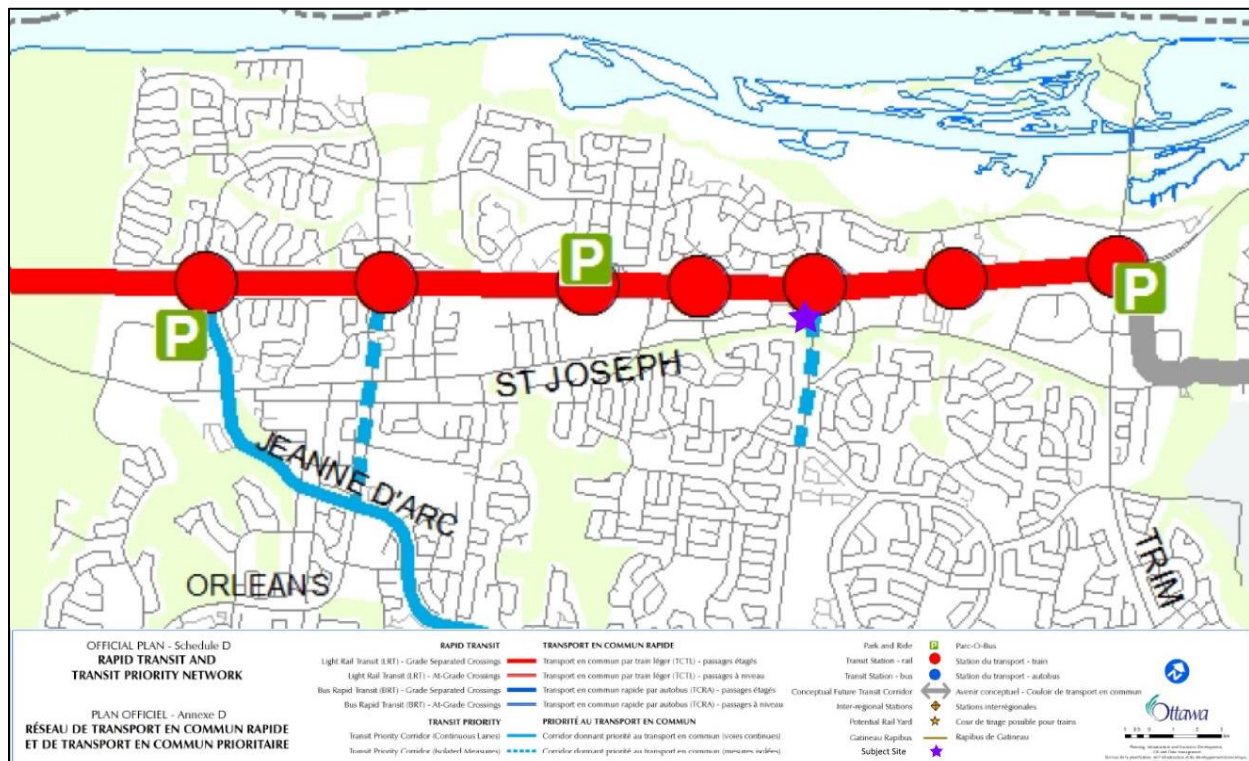 P
P
P
ST JOSEPH
JEANNE D'ARC
ORLEANS
TRIM
OFFICIAL PLAN - Schedule D
RAPID TRANSIT AND
TRANSIT PRIORITY NETWORK
PLAN OFFICIEL - Annexe D
RÉSEAU DE TRANSPORT EN COMMUN RAPIDE
ET DE TRANSPORT EN COMMUN PRIORITAIRE
RAPID TRANSIT TRANSPORT EN COMMUN RAPIDE
Light Rail Transit (LRT) - Grade Separated Crossings Transport en commun par train léger (TCTL) - passages étagés
Light Rail Transit (LRT) - At-Grade Crossings Transport en commun par train léger (TCTL) - passages à niveau
Bus Rapid Transit (BRT) - Grade Separated Crossings Transport en commun rapide par autobus (TCRA) - passages étagés
Bus Rapid Transit (BRT) - At-Grade Crossings Transport en commun rapide par autobus (TCRA) - passages à niveau
TRANSIT PRIORITY PRIORITÉ AU TRANSPORT EN COMMUN
Transit Priority Corridor (Continuous Lanes) Corridor donnant priorité au transport en commun (voies continues)
Transit Priority Corridor (Isolated Measures) Corridor donnant priorité au transport en commun (mesures isolées)
Park and Ride P Parc-O-Bus
Transit Station - rail Station du transport - train
Transit Station - bus Station du transport - autobus
Conceptual Future Transit Corridor Avenir conceptuel - Couloir de transport en commun
Inter-regional Stations Stations interrégionales
Potential Rail Yard Cour de tirage possible pour trains
Gatineau Rapibus Rapibus de Gatineau
Subject Site
Ottawa